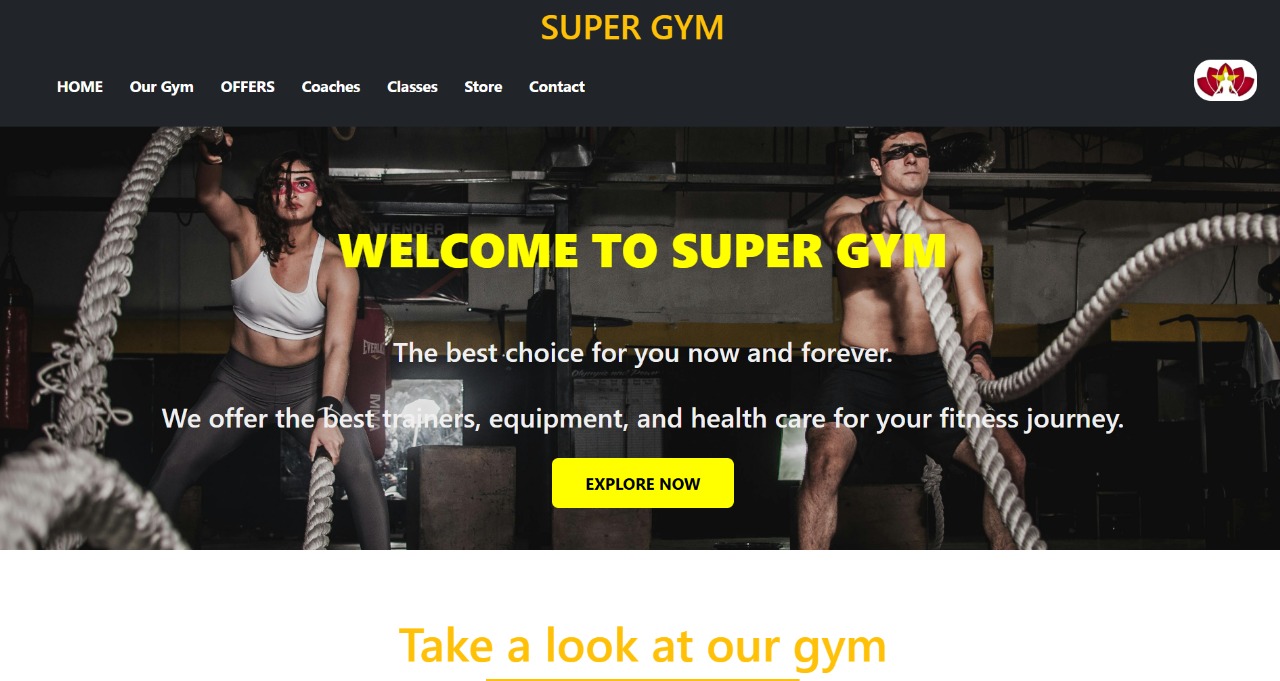 SUPER GYM
HOME Our Gym OFFERS Coaches Classes Store Contact
WELCOME TO SUPER GYM
The best choice for you now and forever.
We offer the best trainers, equipment, and health care for your fitness journey.
EXPLORE NOW
Take a look at our gym